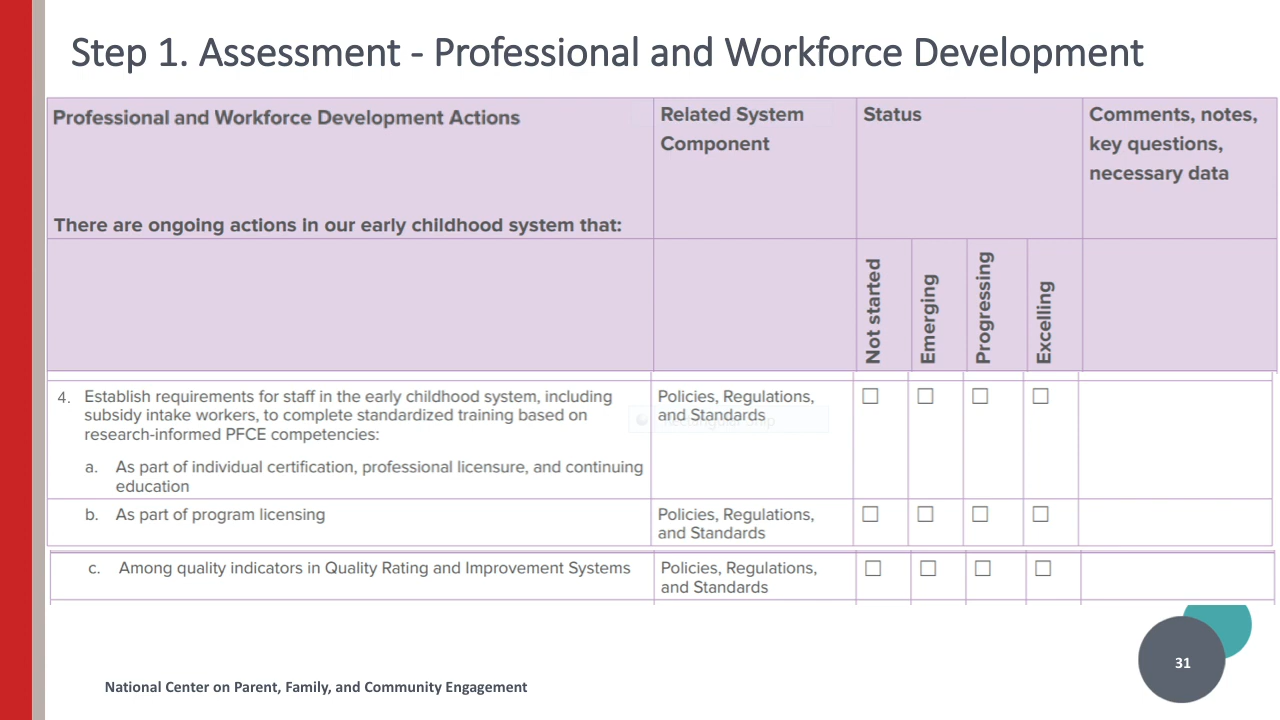 Step 1. Assessment - Professional and Workforce Development
Professional and Workforce Development Actions
There are ongoing actions in our early childhood system that:
Related System
Component
Status
Comments, notes,
key questions,
necessary data
Not started
Emerging
Progressing
Excelling
4. Establish requirements for staff in the early childhood system, including
subsidy intake workers, to complete standardized training based on
research-informed PFCE competencies:
a. As part of individual certification, professional licensure, and continuing
education
Policies, Regulations,
and Standards
Rectangular Snip
b. As part of program licensing
Policies, Regulations,
and Standards
c. Among quality indicators in Quality Rating and Improvement Systems
Policies, Regulations,
and Standards
31
National Center on Parent, Family, and Community Engagement